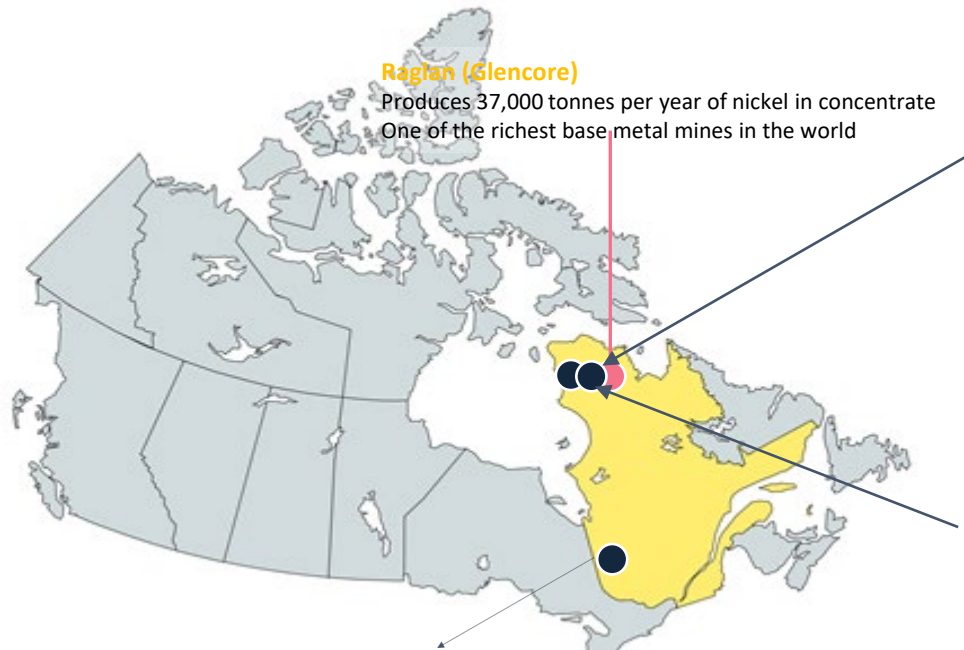 Raglan (Glencore)
Produces 37,000 tonnes per year of nickel in concentrate
One of the richest base metal mines in the world